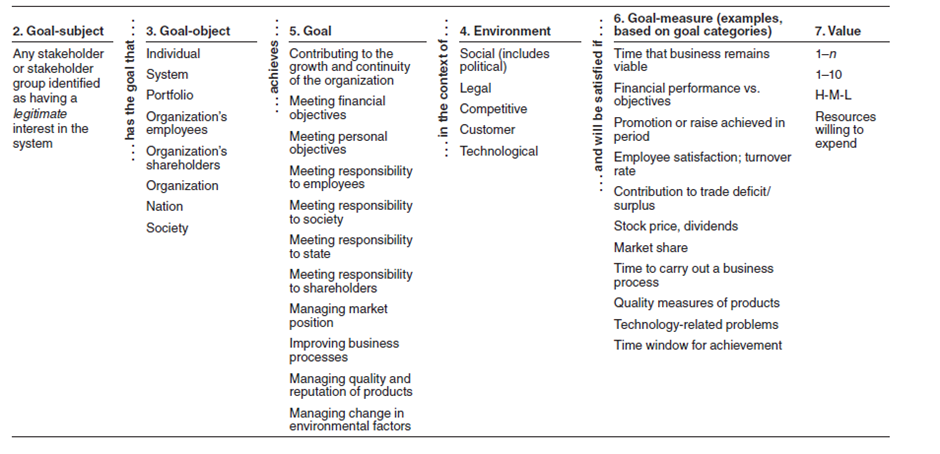 2. Goal-subject
Any stakeholder
or stakeholder
group identified
as having a
legitimate
interest in the
system
. . . has the goal that . . .
3. Goal-object
Individual
System
Portfolio
Organization's
employees
Organization's
shareholders
Organization
Nation
Society
. . . achieves . . .
5. Goal
Contributing to the
growth and continuity
of the organization
Meeting financial
objectives
Meeting personal
objectives
Meeting responsibility
to employees
Meeting responsibility
to society
Meeting responsibility
to state
Meeting responsibility
to shareholders
Managing market
position
Improving business
processes
Managing quality and
reputation of products
Managing change in
environmental factors
. . . in the context of . . .
4. Environment
Social (includes
political)
Legal
Competitive
Customer
Technological
. . . and will be satisfied if . . .
6. Goal-measure (examples,
based on goal categories)
Time that business remains
viable
Financial performance vs.
objectives
Promotion or raise achieved in
period
Employee satisfaction; turnover
rate
Contribution to trade deficit/
surplus
Stock price, dividends
Market share
Time to carry out a business
process
Quality measures of products
Technology-related problems
Time window for achievement
7. Value
1–n
1–10
H-M-L
Resources
willing to
expend